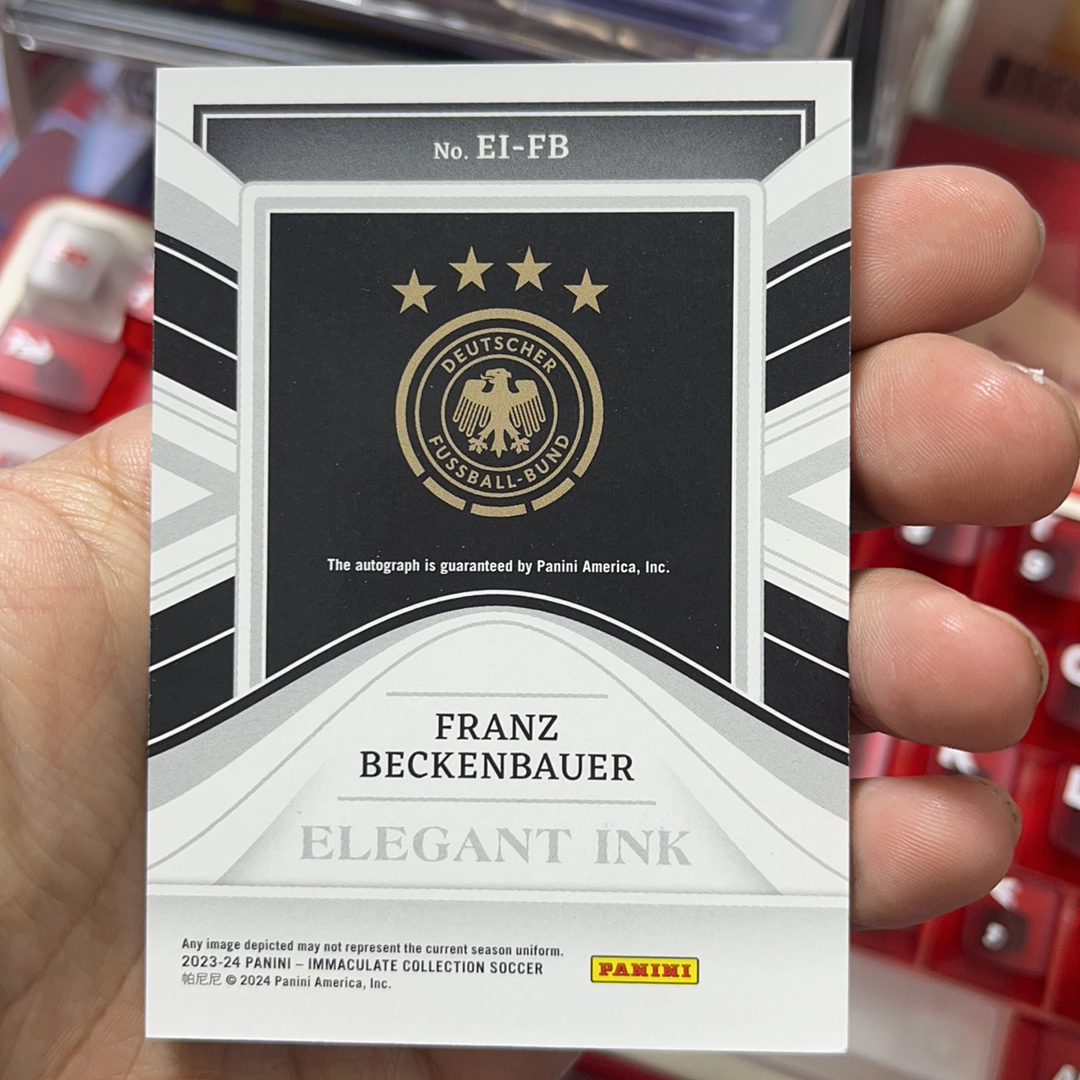 No. EI-FB
DEUTSCHER
FUSSBALL-BUND
The autograph is guaranteed by Panini America, Inc.
FRANZ
BECKENBAUER
ELEGANT INK
Any image depicted may not represent the current season uniform.
2023-24 PANINI – IMMACULATE COLLECTION SOCCER
帕尼尼 © 2024 Panini America, Inc.
PANINI